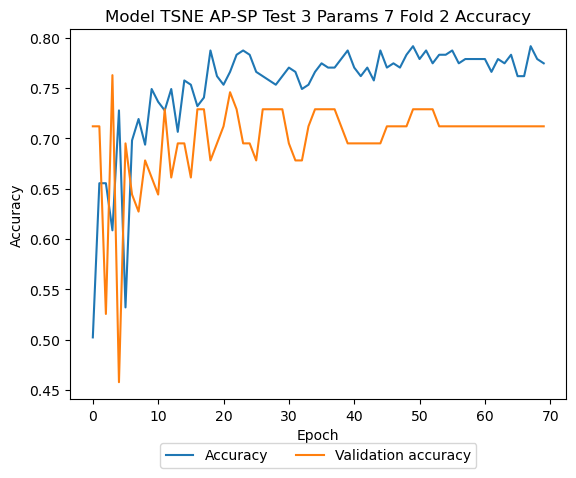 Model TSNE AP-SP Test 3 Params 7 Fold 2 Accuracy
0.80
0.75
0.70
0.65
0.60
0.55
0.50
0.45
Accuracy
0 10 20 30 40 50 60 70
Epoch
Accuracy Validation accuracy